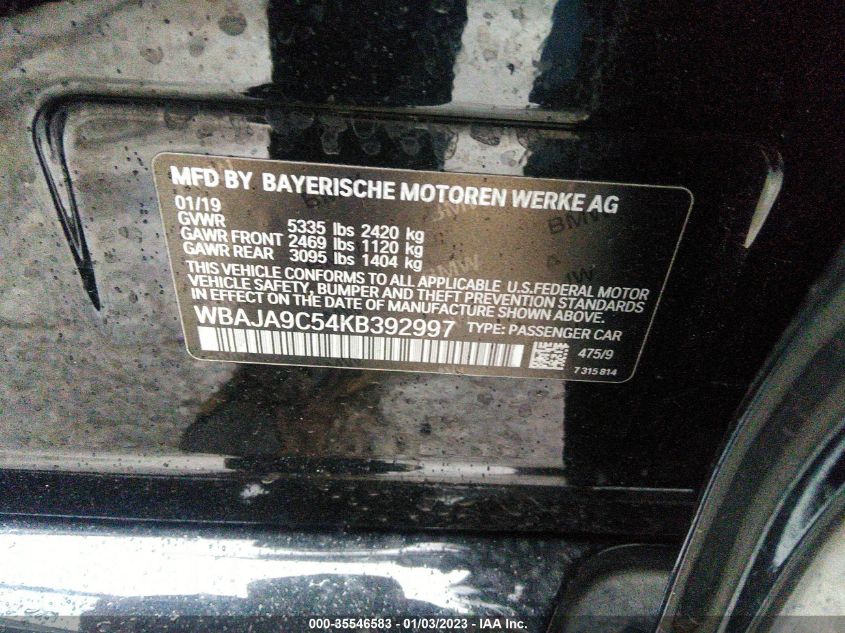 MFD BY BAYERISCHE MOTOREN WERKE AG
01/19
GVWR 5335 lbs 2420 kg
GAWR FRONT 2469 lbs 1120 kg
GAWR REAR 3095 lbs 1404 kg
THIS VEHICLE CONFORMS TO ALL APPLICABLE U.S.FEDERAL MOTOR
VEHICLE SAFETY, BUMPER AND THEFT PREVENTION STANDARDS
IN EFFECT ON THE DATE OF MANUFACTURE SHOWN ABOVE.
WBAJA9C54KB392997 TYPE: PASSENGER CAR
475/9
7 315 814
000-35546583 - 01/03/2023 - IAA Inc.